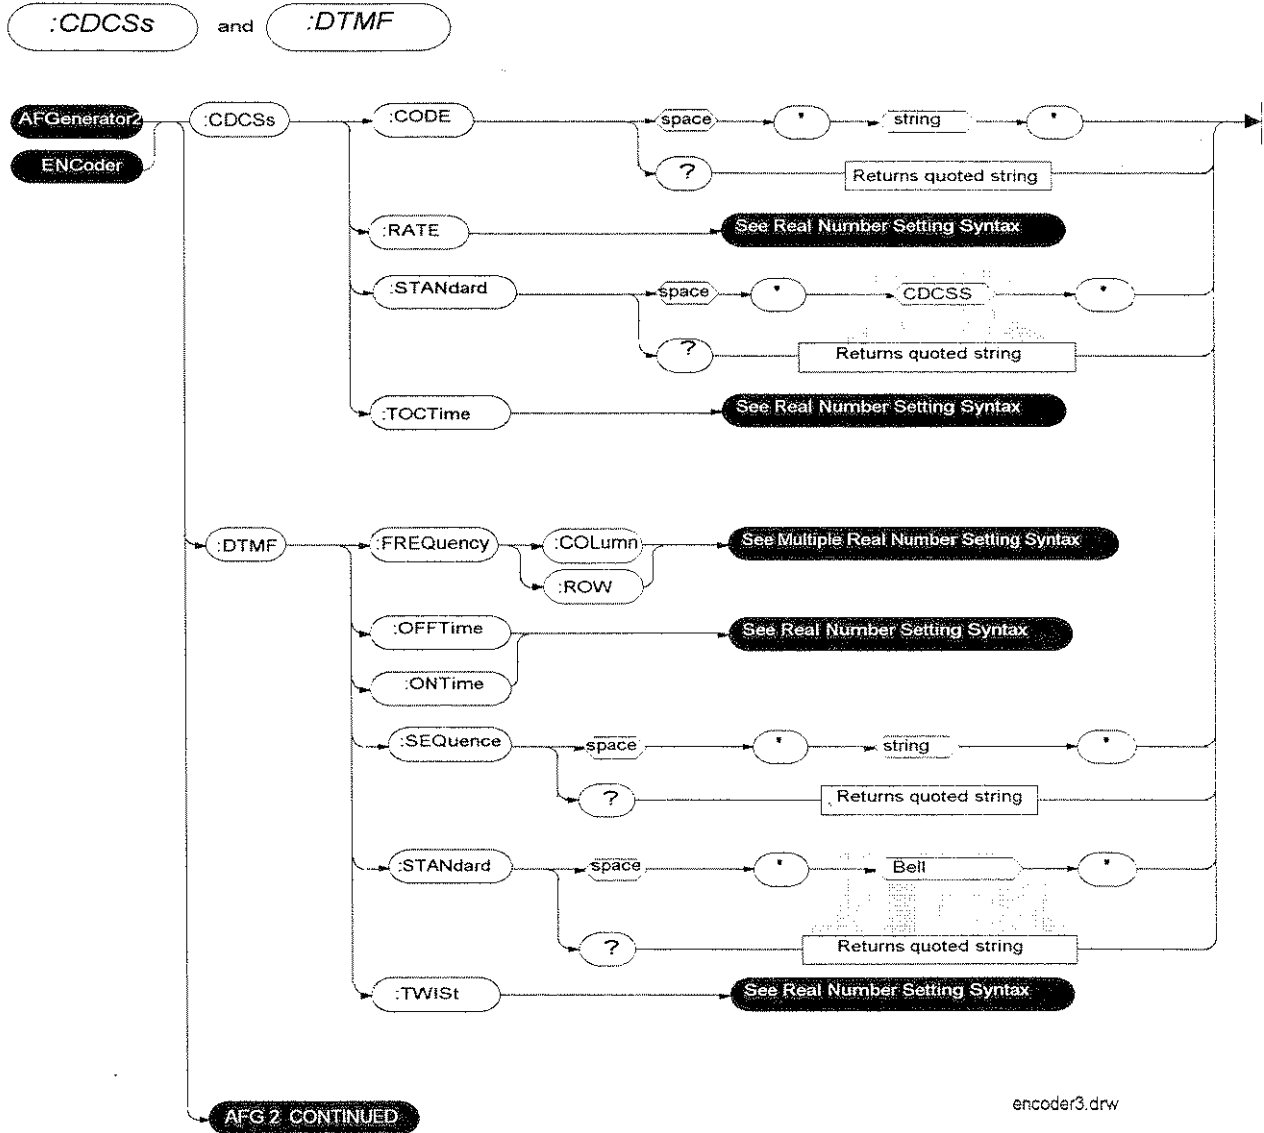 :CDCSs and :DTMF
AFGenerator2 :CDCSs :CODE space " string "
ENCoder
? Returns quoted string
:RATE See Real Number Setting Syntax
:STANdard space " CDCSS "
? Returns quoted string
:TOCTime See Real Number Setting Syntax
:DTMF :FREQuency :COLumn See Multiple Real Number Setting Syntax
:ROW
:OFFTime See Real Number Setting Syntax
:ONTime
:SEQuence space " string "
? Returns quoted string
:STANdard space " Bell "
? Returns quoted string
:TWISt See Real Number Setting Syntax
AFG 2 CONTINUED
encoder3.drw